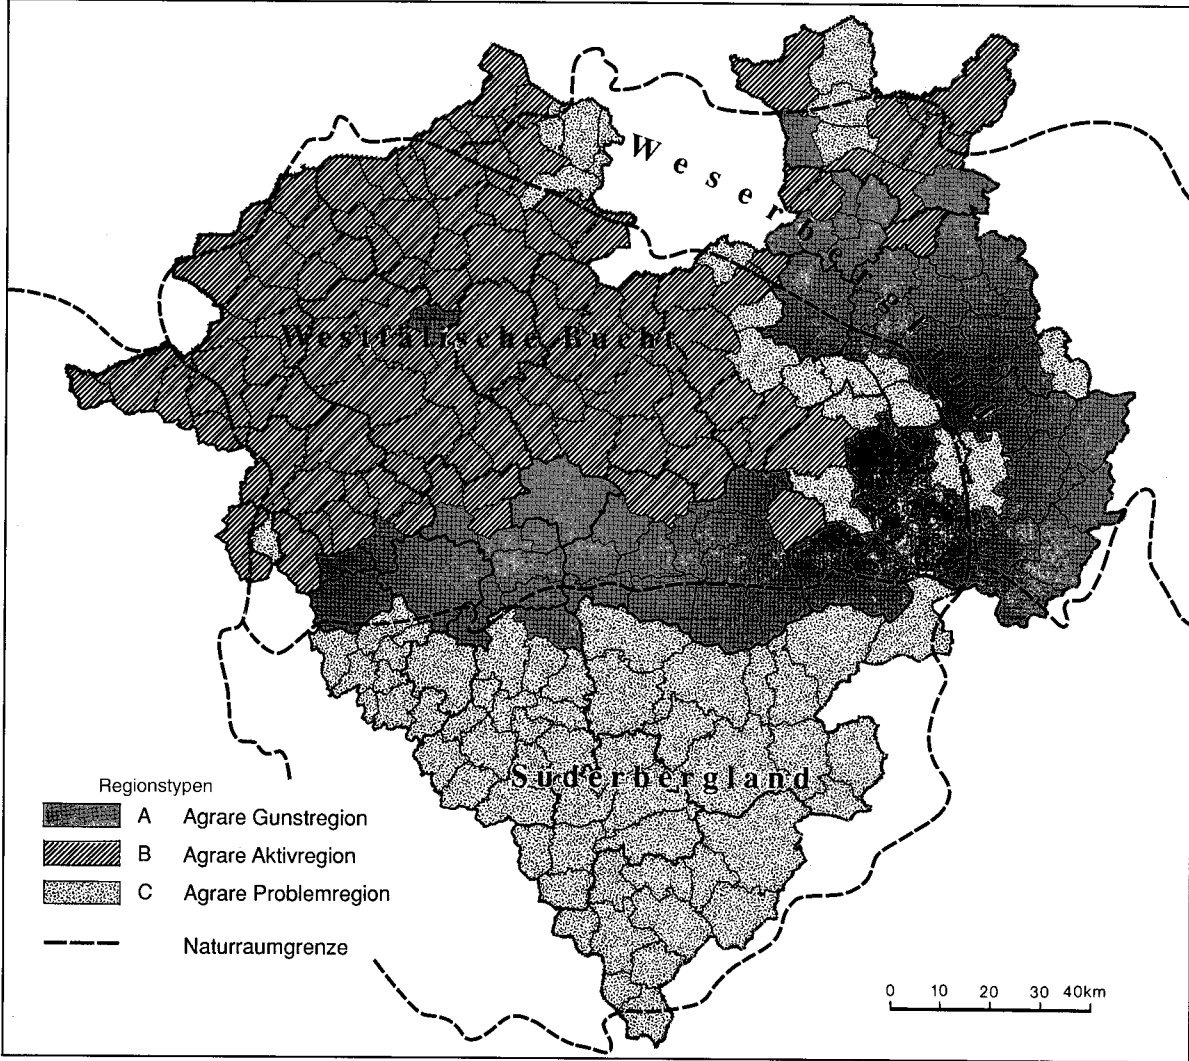 Weserbergland
Westfälische Bucht
Süderbergland
Regionstypen
A Agrare Gunstregion
B Agrare Aktivregion
C Agrare Problemregion
Naturraumgrenze
0 10 20 30 40km